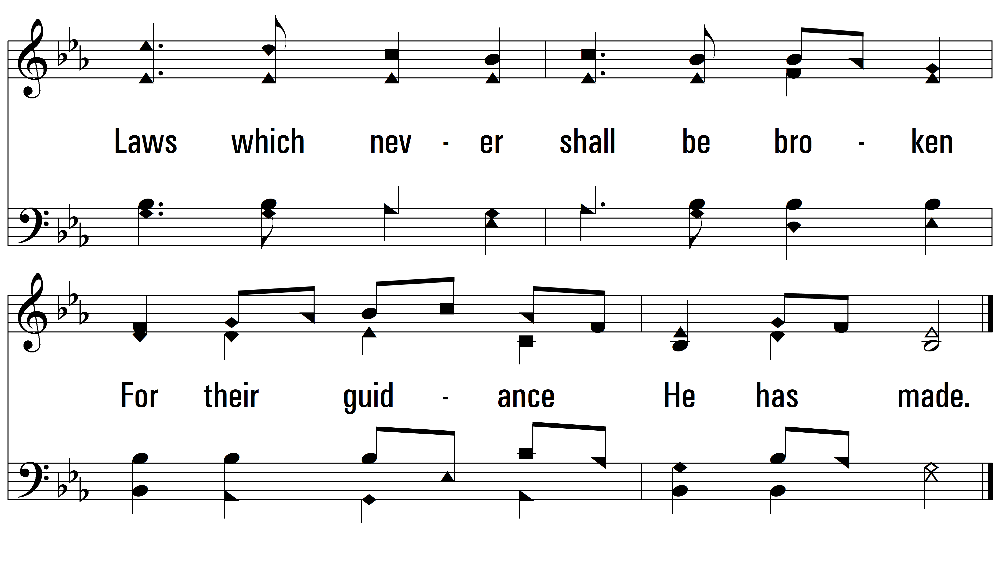 Laws which nev - er shall be bro - ken
For their guid - ance He has made.